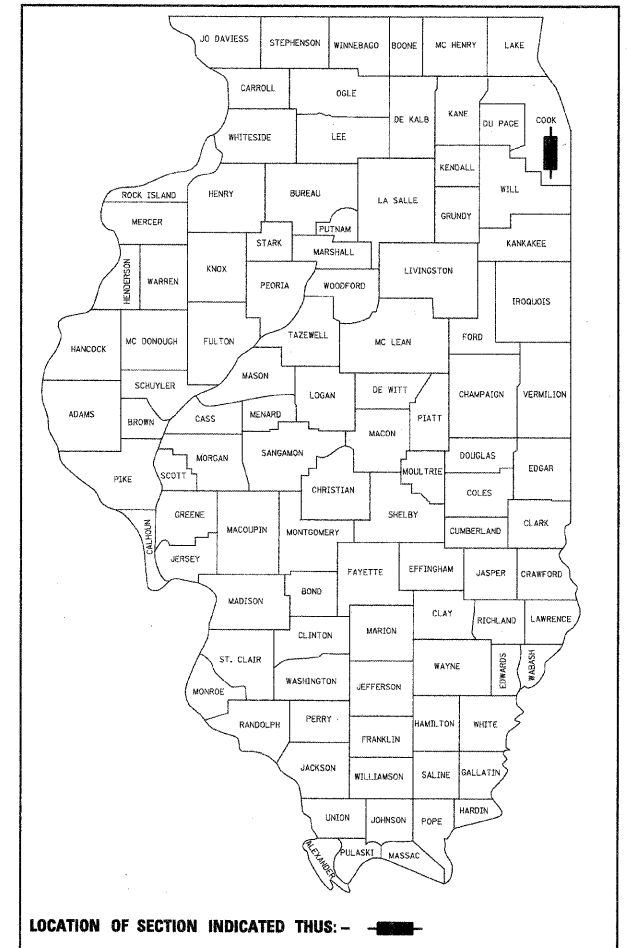 JO DAVIESS STEPHENSON WINNEBAGO BOONE MC HENRY LAKE
CARROLL OGLE DE KALB KANE DU PAGE COOK
WHITESIDE LEE
KENDALL WILL
ROCK ISLAND HENRY BUREAU LA SALLE GRUNDY
MERCER PUTNAM
STARK MARSHALL KANKAKEE
HENDERSON WARREN KNOX PEORIA WOODFORD LIVINGSTON IROQUOIS
HANCOCK MC DONOUGH FULTON TAZEWELL MC LEAN FORD
MASON
SCHUYLER LOGAN DE WITT CHAMPAIGN VERMILION
ADAMS BROWN CASS MENARD PIATT
MACON
MORGAN SANGAMON DOUGLAS
PIKE SCOTT MOULTRIE EDGAR
CHRISTIAN COLES
GREENE MACOUPIN SHELBY
CALHOUN MONTGOMERY CUMBERLAND CLARK
JERSEY FAYETTE EFFINGHAM JASPER CRAWFORD
MADISON BOND
CLAY RICHLAND LAWRENCE
CLINTON MARION
ST. CLAIR WAYNE EDWARDS WABASH
WASHINGTON JEFFERSON
MONROE
RANDOLPH PERRY HAMILTON WHITE
FRANKLIN
JACKSON WILLIAMSON SALINE GALLATIN
UNION JOHNSON POPE HARDIN
ALEXANDER PULASKI MASSAC
LOCATION OF SECTION INDICATED THUS: -